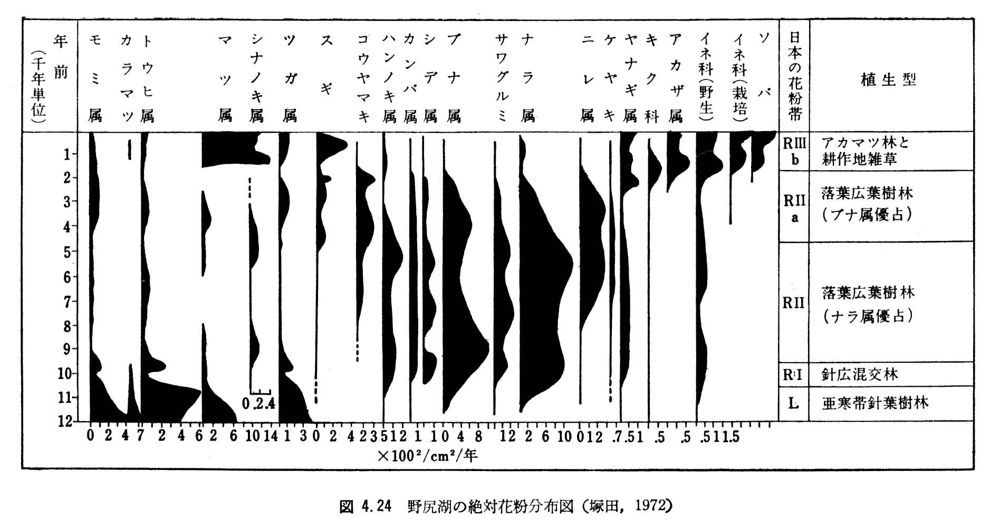 年前
（千年単位）
モミ属
カラマツ
トウヒ属
マツ属
シナノキ属
ツガ属
スギ
コウヤマキ
ハンノキ属
カンバ属
シデ属
ブナ属
サワグルミ
ナラ属
ニレ属
ケヤキ
ヤナギ属
キク科
アカザ属
イネ科（野生）
イネ科（栽培）
ソバ
日本の花粉帯
植生型
1
2
3
4
5
6
7
8
9
10
11
12
RIII
b
アカマツ林と
耕作地雑草
RII
a
落葉広葉樹林
（ブナ属優占）
RII
落葉広葉樹林
（ナラ属優占）
RI
針広混交林
L
亜寒帯針葉樹林
0 .2 .4
0 2 4 7 2 4 6 2 6 10 14 1 3 0 2 4 2 3 5 1 2 1 .1 0 4 8 1 2 2 6 10 0 1 2 .7 .5 1 .5 .5 .5 1 1.5
×100²/cm²/年
図 4.24 野尻湖の絶対花粉分布図（塚田，1972）